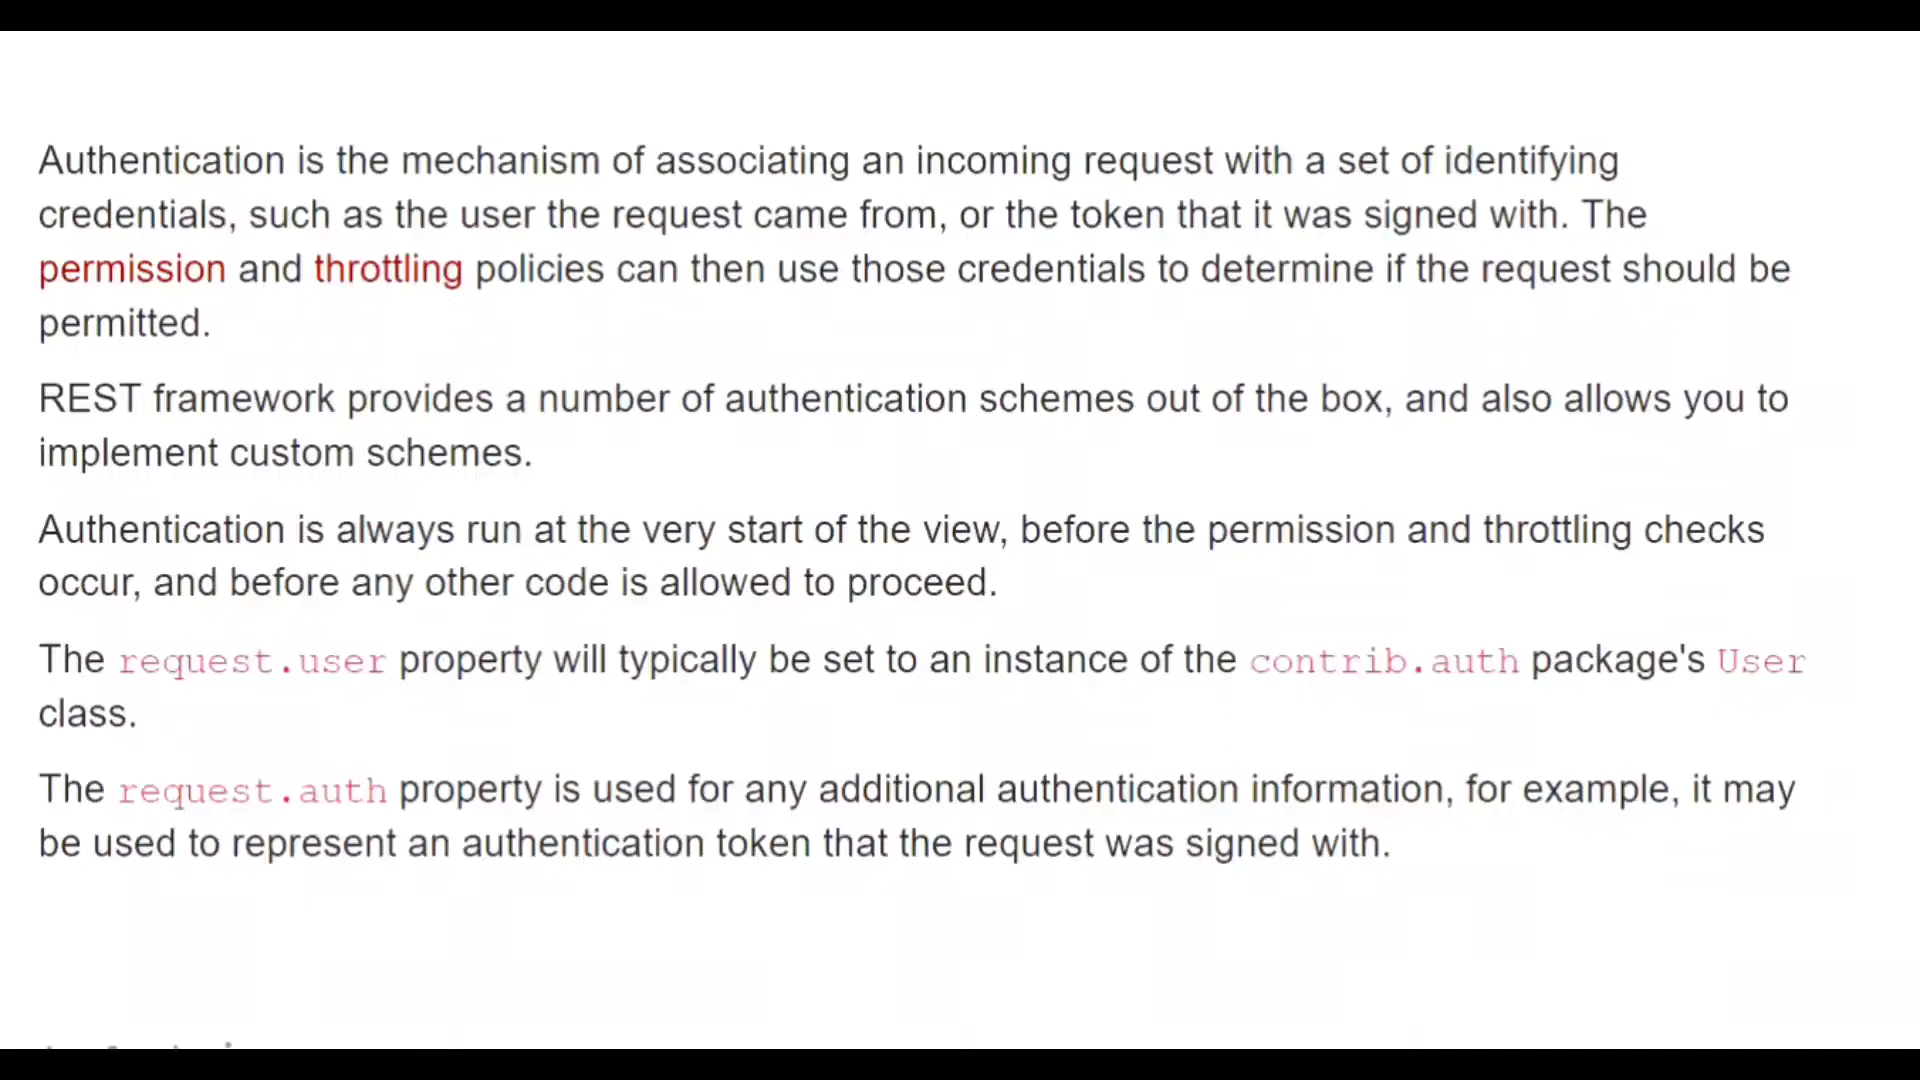 Authentication is the mechanism of associating an incoming request with a set of identifying
credentials, such as the user the request came from, or the token that it was signed with. The
permission and throttling policies can then use those credentials to determine if the request should be
permitted.
REST framework provides a number of authentication schemes out of the box, and also allows you to
implement custom schemes.
Authentication is always run at the very start of the view, before the permission and throttling checks
occur, and before any other code is allowed to proceed.
The request.user property will typically be set to an instance of the contrib.auth package's User
class.
The request.auth property is used for any additional authentication information, for example, it may
be used to represent an authentication token that the request was signed with.